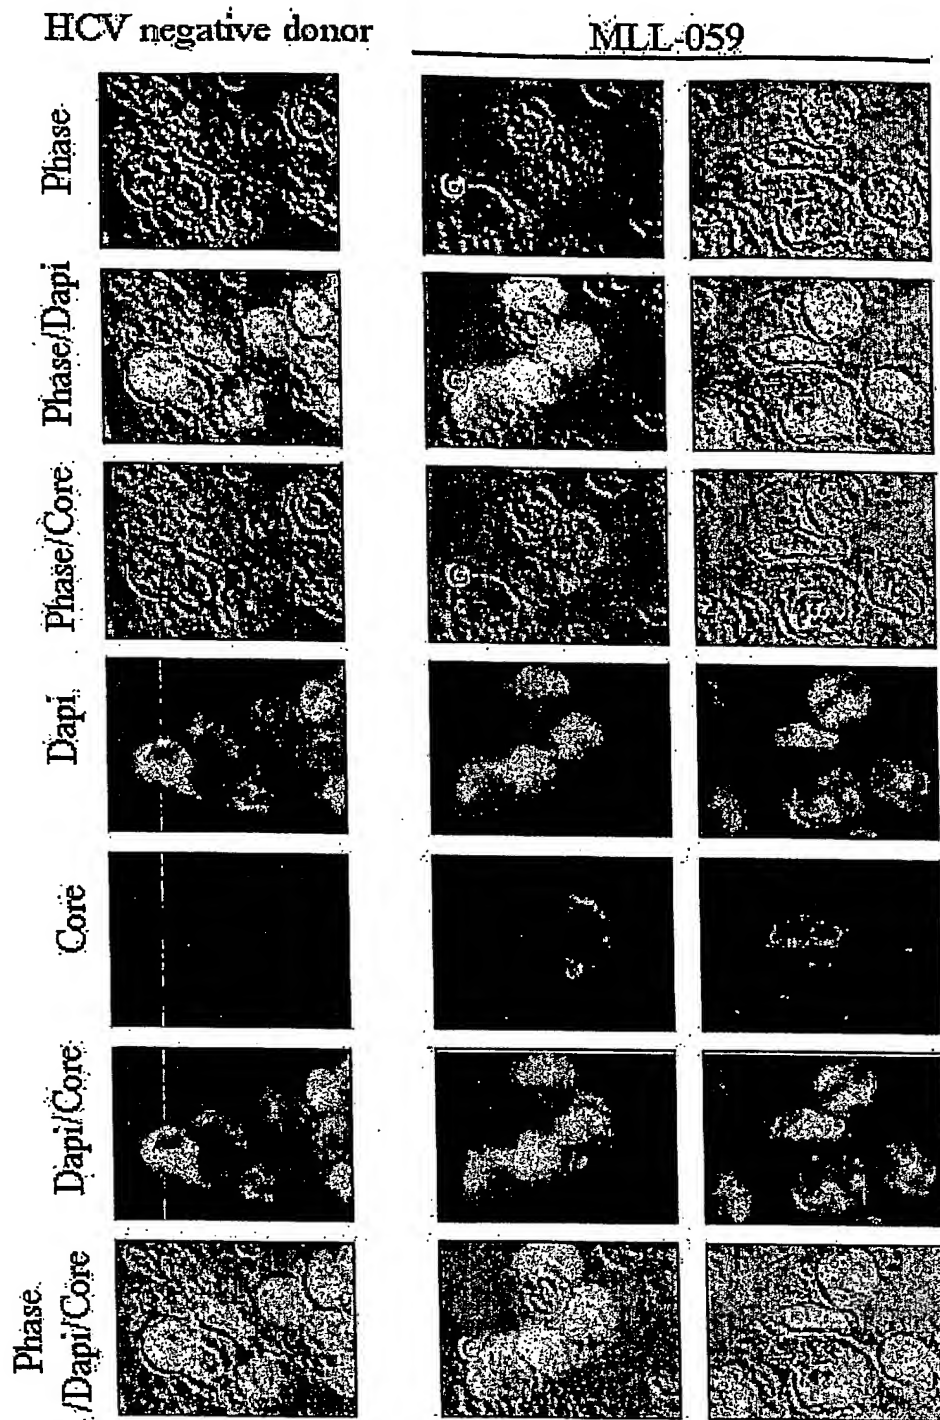 HCV negative donor
MLL-059
Phase
Phase/Dapi
Phase/Core
Dapi
Core
Dapi/Core
Phase
/Dapi/Core